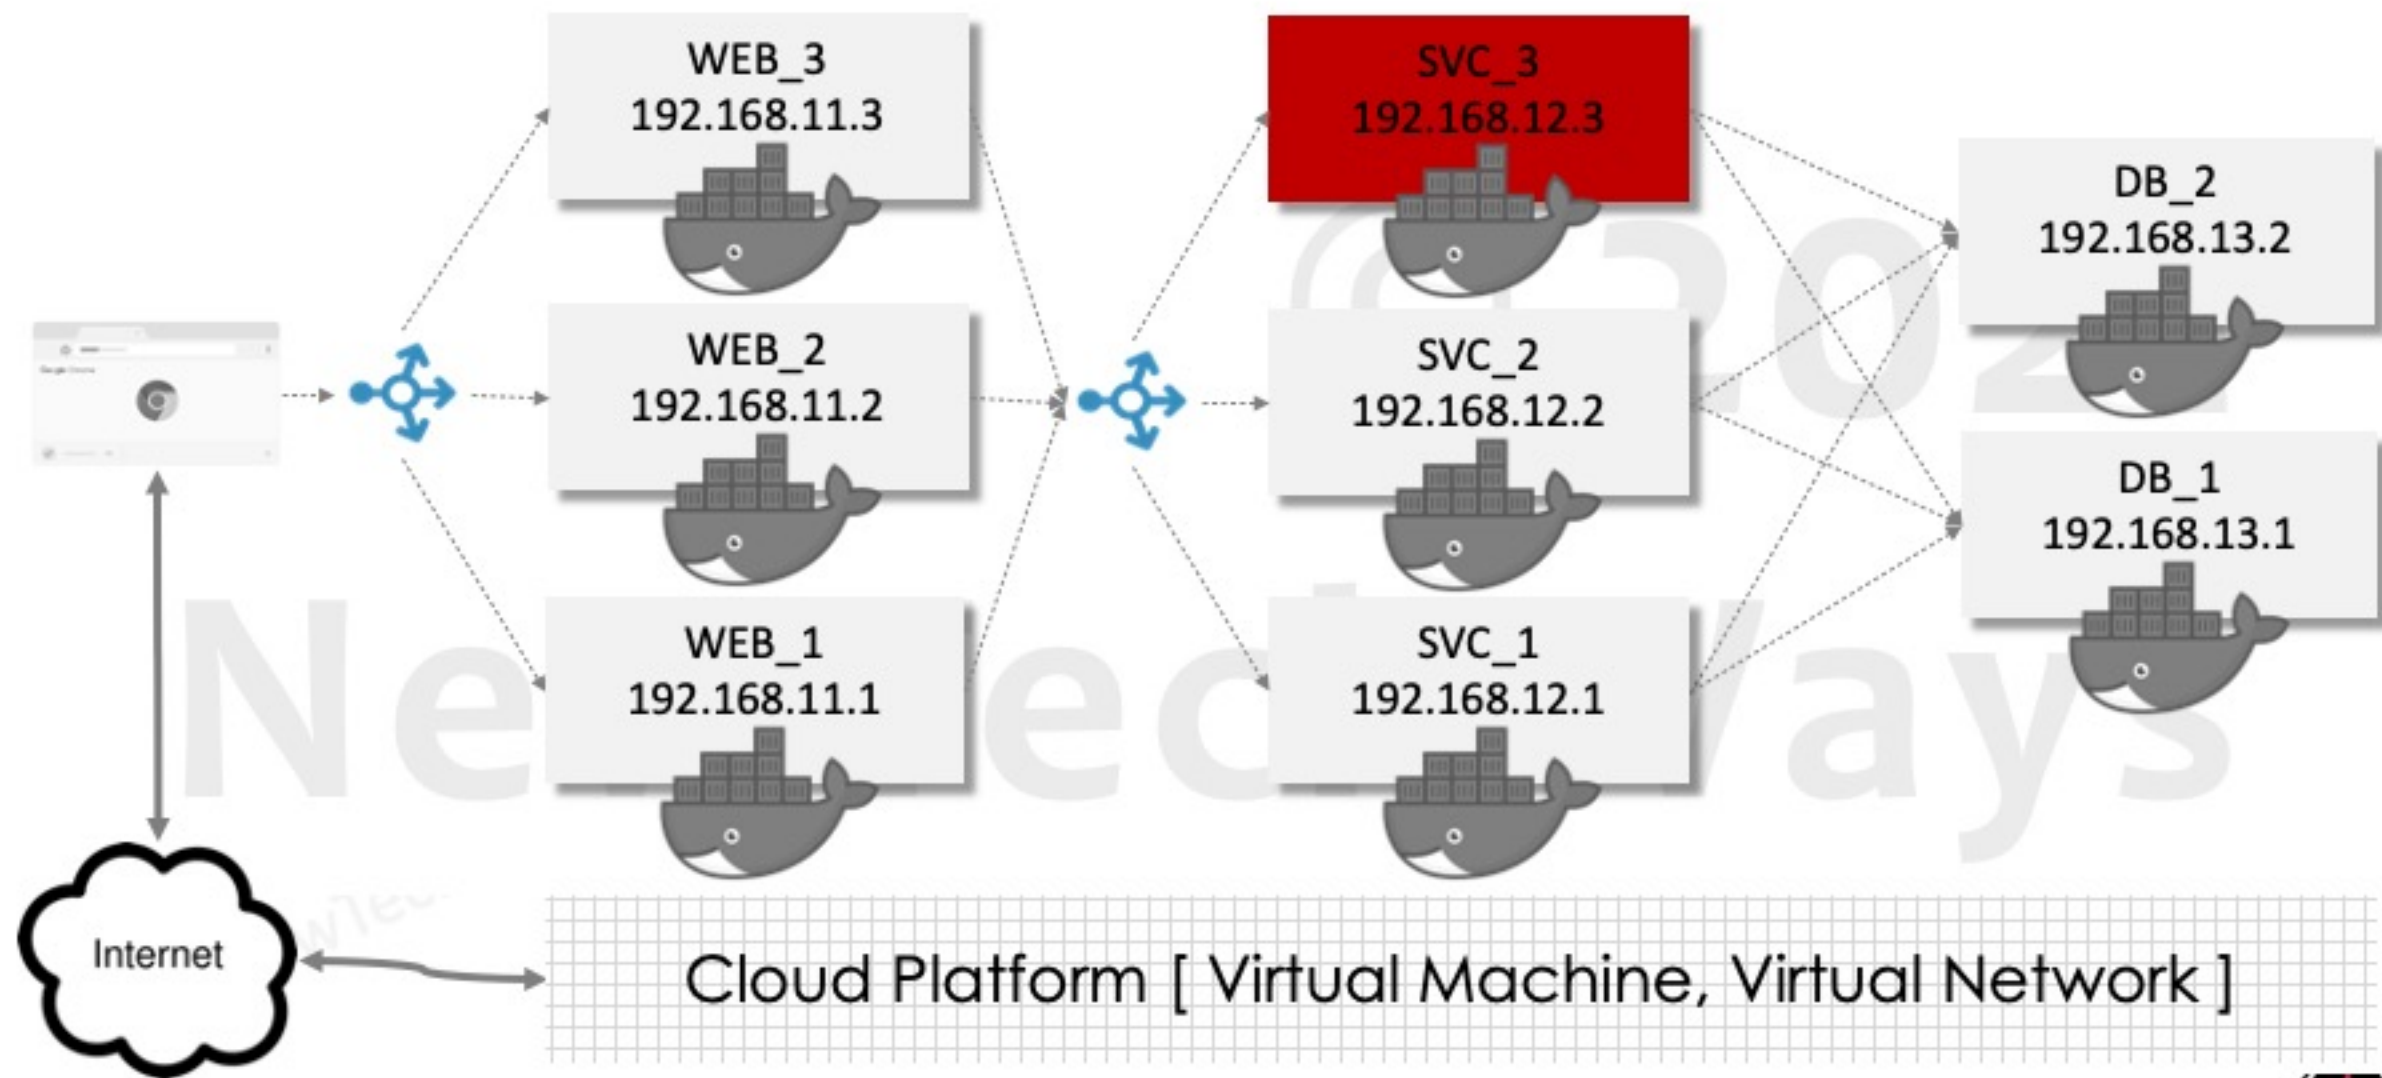 WEB_3
192.168.11.3
SVC_3
192.168.12.3
DB_2
192.168.13.2
WEB_2
192.168.11.2
SVC_2
192.168.12.2
DB_1
192.168.13.1
WEB_1
192.168.11.1
SVC_1
192.168.12.1
Internet
Cloud Platform [ Virtual Machine, Virtual Network ]